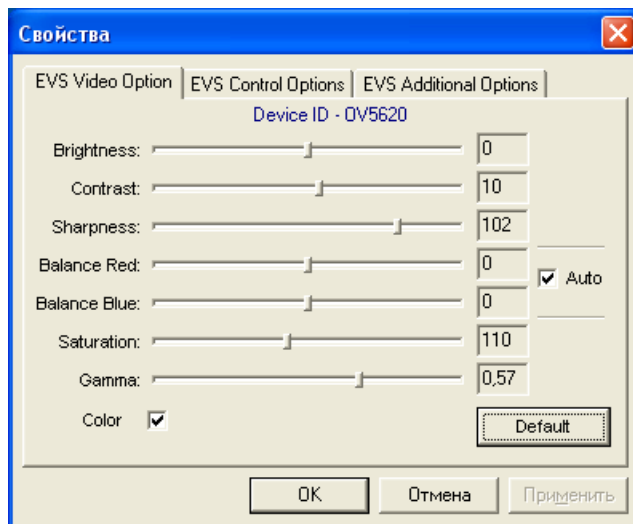 Свойства
EVS Video Option EVS Control Options EVS Additional Options
Device ID - OV5620
Brightness: 0
Contrast: 10
Sharpness: 102
Balance Red: 0
Auto
Balance Blue: 0
Saturation: 110
Gamma: 0,57
Color
Default
OK Отмена Применить